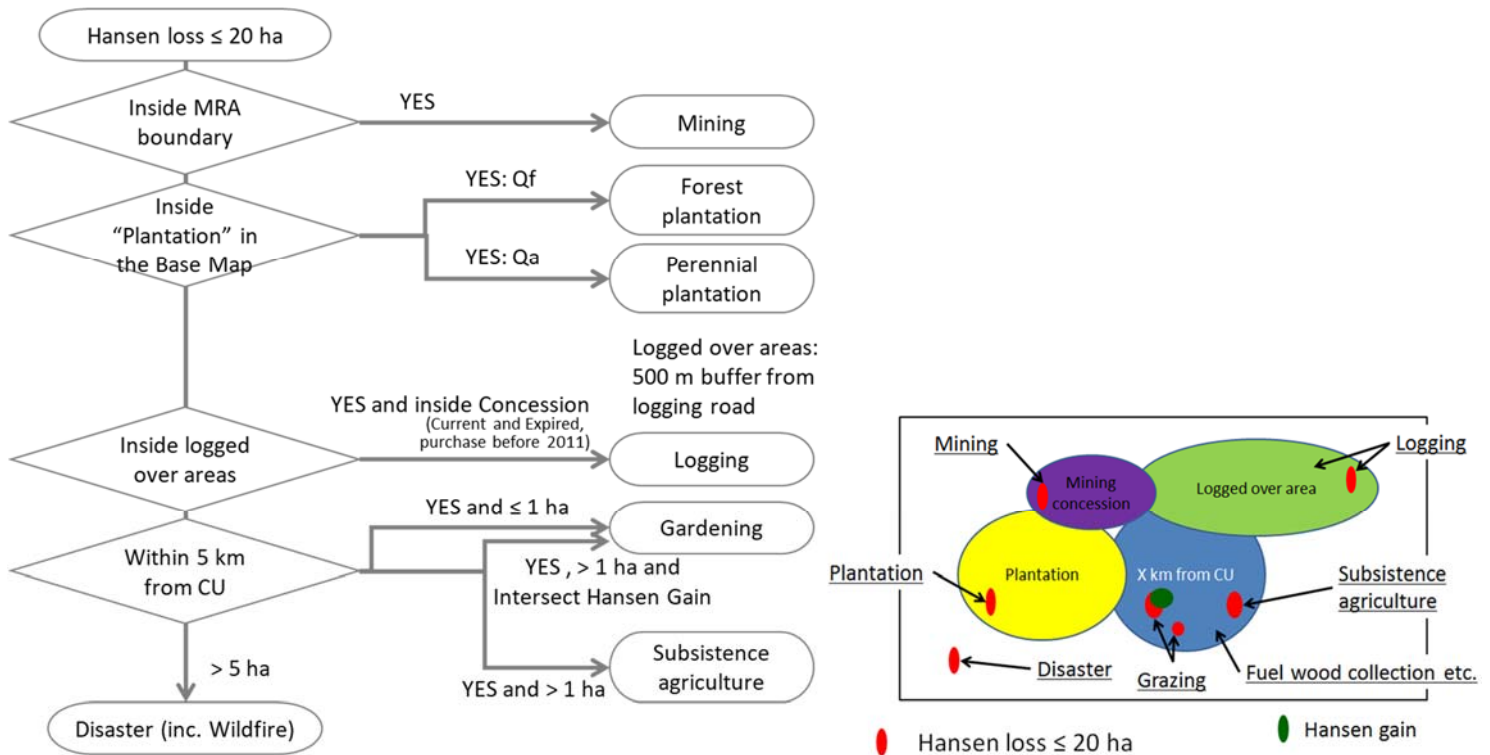 Hansen loss ≤ 20 ha
Inside MRA
boundary
YES
Mining
Inside
“Plantation” in
the Base Map
YES: Qf
Forest
plantation
YES: Qa
Perennial
plantation
Logged over areas:
500 m buffer from
logging road
YES and inside Concession
(Current and Expired,
purchase before 2011)
Inside logged
over areas
Logging
YES and ≤ 1 ha
Gardening
Within 5 km
from CU
YES , > 1 ha and
Intersect Hansen Gain
YES and > 1 ha
Subsistence
agriculture
> 5 ha
Disaster (inc. Wildfire)
Mining
Mining
concession
Logged over area
Logging
Plantation
Plantation
X km from CU
Subsistence
agriculture
Disaster
Grazing
Fuel wood collection etc.
Hansen loss ≤ 20 ha
Hansen gain